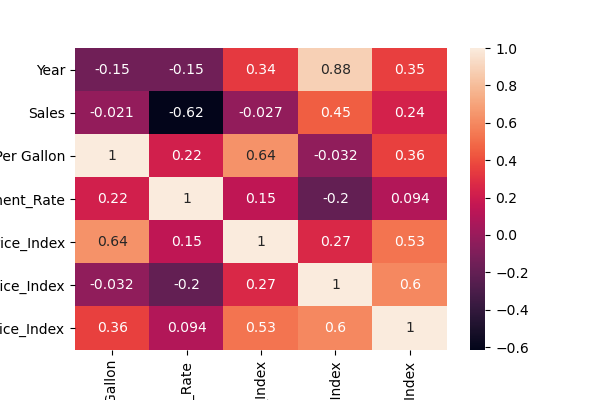 Year -0.15 -0.15 0.34 0.88 0.35
Sales -0.021 -0.62 -0.027 0.45 0.24
Per Gallon 1 0.22 0.64 -0.032 0.36
ment_Rate 0.22 1 0.15 -0.2 0.094
ice_Index 0.64 0.15 1 0.27 0.53
ice_Index -0.032 -0.2 0.27 1 0.6
ice_Index 0.36 0.094 0.53 0.6 1
Gallon
_Rate
_Index
_Index
_Index
1.0
0.8
0.6
0.4
0.2
0.0
−0.2
−0.4
−0.6